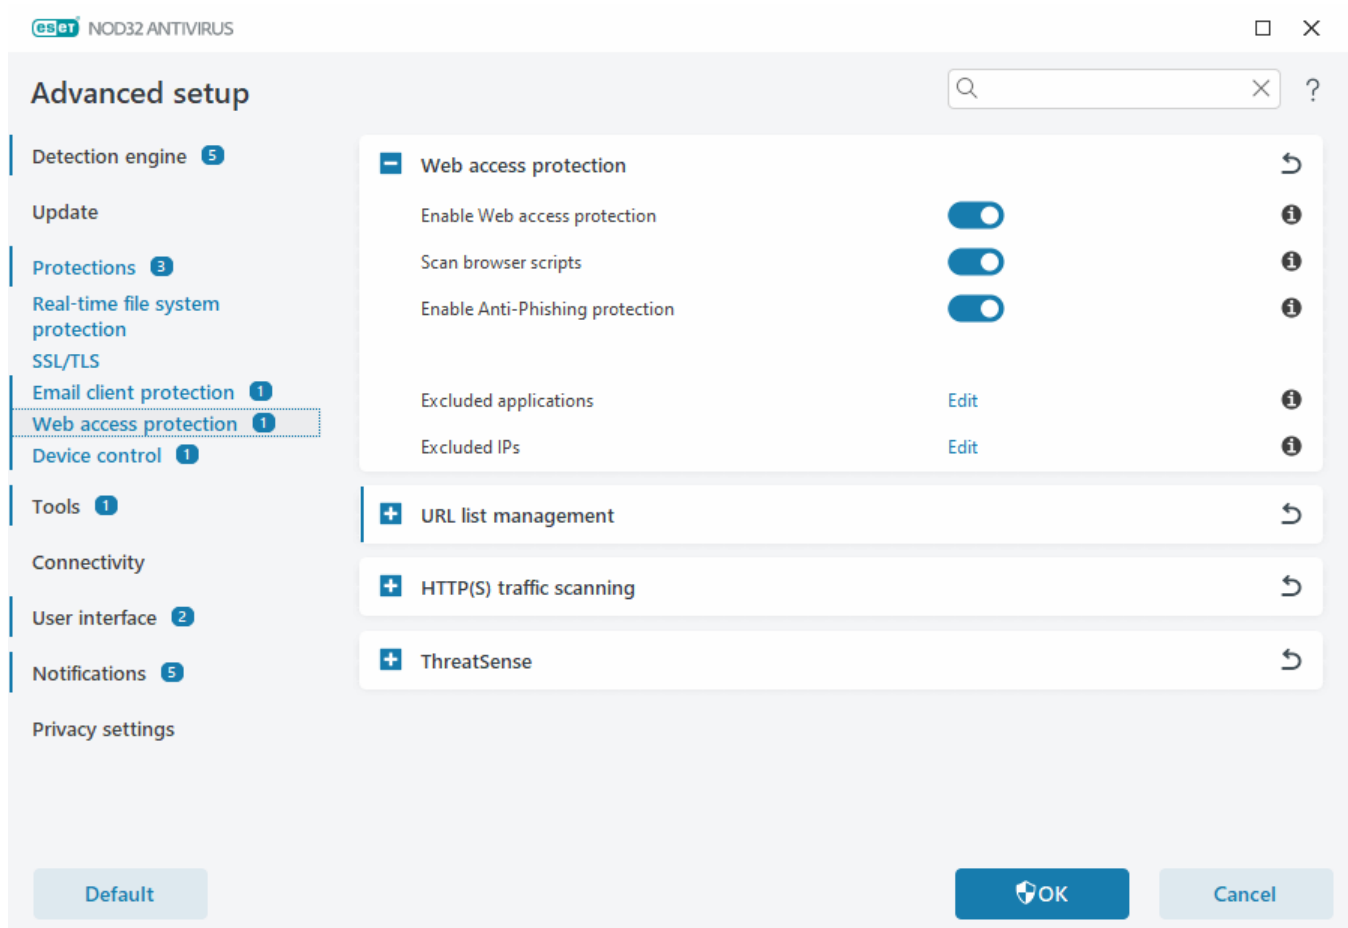 eset NOD32 ANTIVIRUS
Advanced setup
?
Detection engine 5
Update
Protections 3
Real-time file system
protection
SSL/TLS
Email client protection 1
Web access protection 1
Device control 1
Tools 1
Connectivity
User interface 2
Notifications 5
Privacy settings
Web access protection
Enable Web access protection
Scan browser scripts
Enable Anti-Phishing protection
Excluded applications Edit
Excluded IPs Edit
URL list management
HTTP(S) traffic scanning
ThreatSense
Default
OK
Cancel